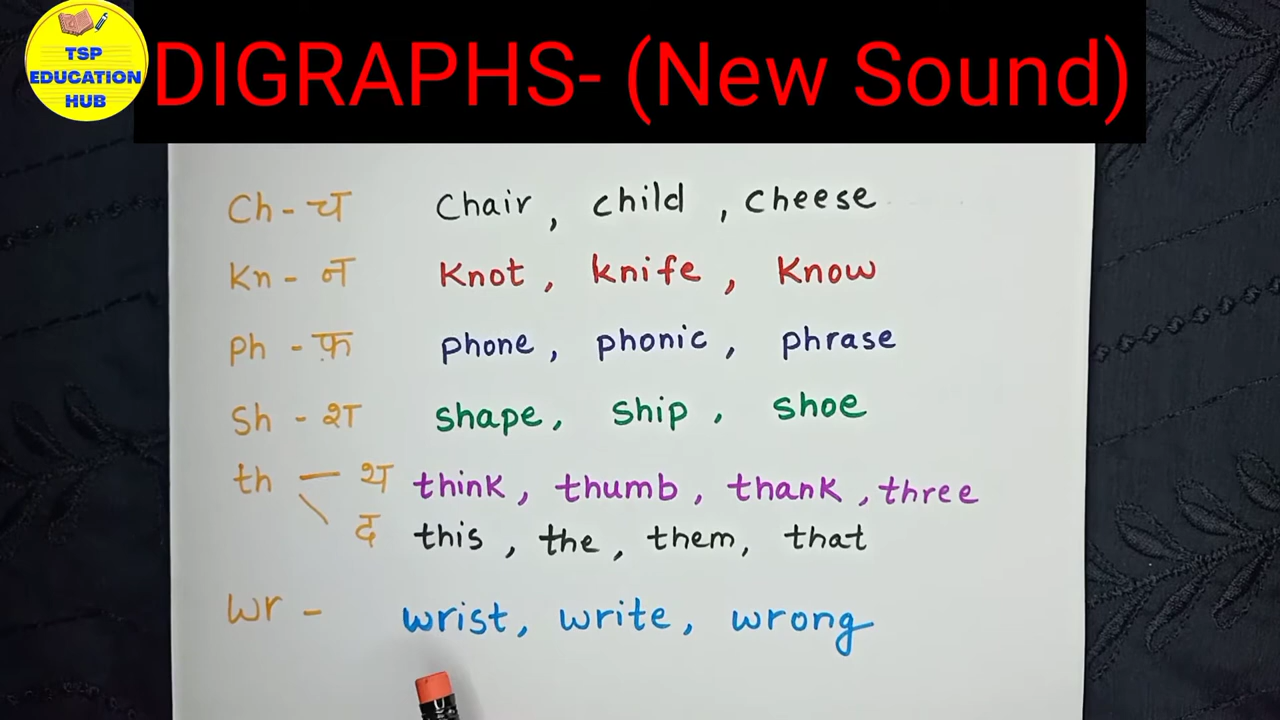 TSP
EDUCATION
HUB
DIGRAPHS- (New Sound)
Ch - च Chair, child, cheese
Kn - न Knot, knife, Know
Ph - फ़ phone, phonic, phrase
Sh - श shape, ship, shoe
th - थ think, thumb, thank, three
द this, the, them, that
Wr - wrist, write, wrong